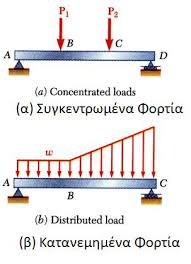 P1 P2
A B C D
(a) Concentrated loads
(α) Συγκεντρωμένα Φορτία
w
A C
B
(b) Distributed load
(β) Κατανεμημένα Φορτία